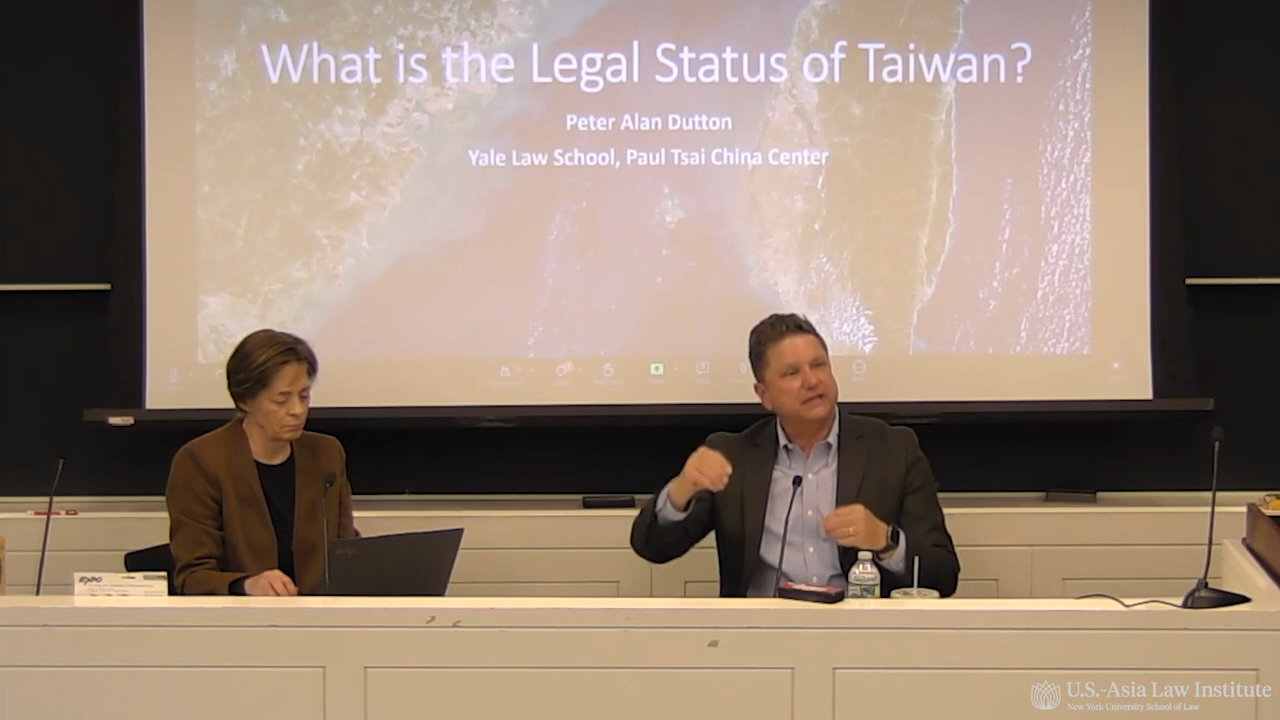 What is the Legal Status of Taiwan?
Peter Alan Dutton
Yale Law School, Paul Tsai China Center
EXPO
U.S.-Asia Law Institute
New York University School of Law